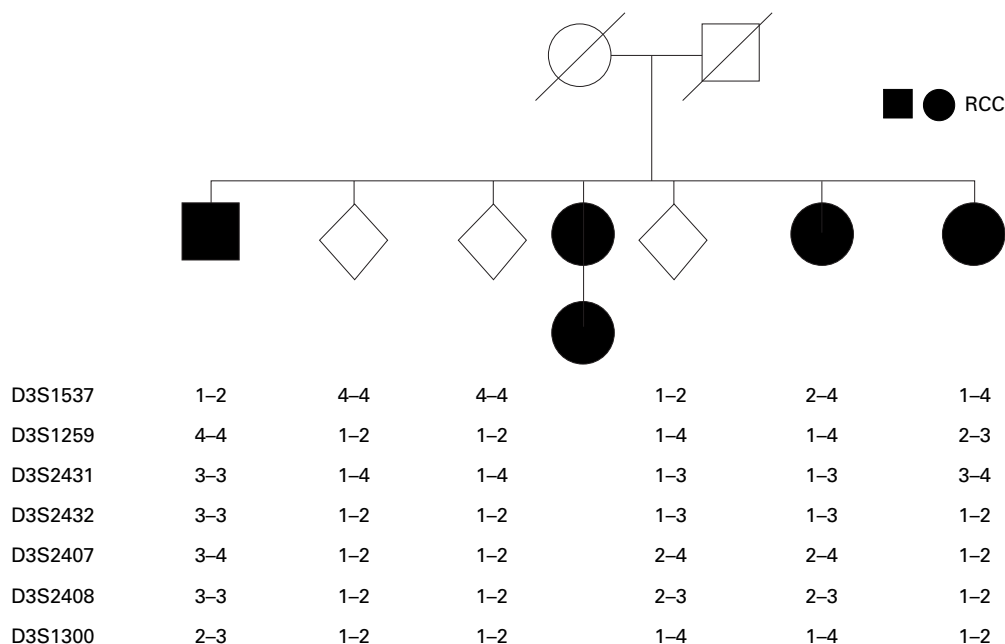 RCC
D3S1537 1–2 4–4 4–4 1–2 2–4 1–4
D3S1259 4–4 1–2 1–2 1–4 1–4 2–3
D3S2431 3–3 1–4 1–4 1–3 1–3 3–4
D3S2432 3–3 1–2 1–2 1–3 1–3 1–2
D3S2407 3–4 1–2 1–2 2–4 2–4 1–2
D3S2408 3–3 1–2 1–2 2–3 2–3 1–2
D3S1300 2–3 1–2 1–2 1–4 1–4 1–2